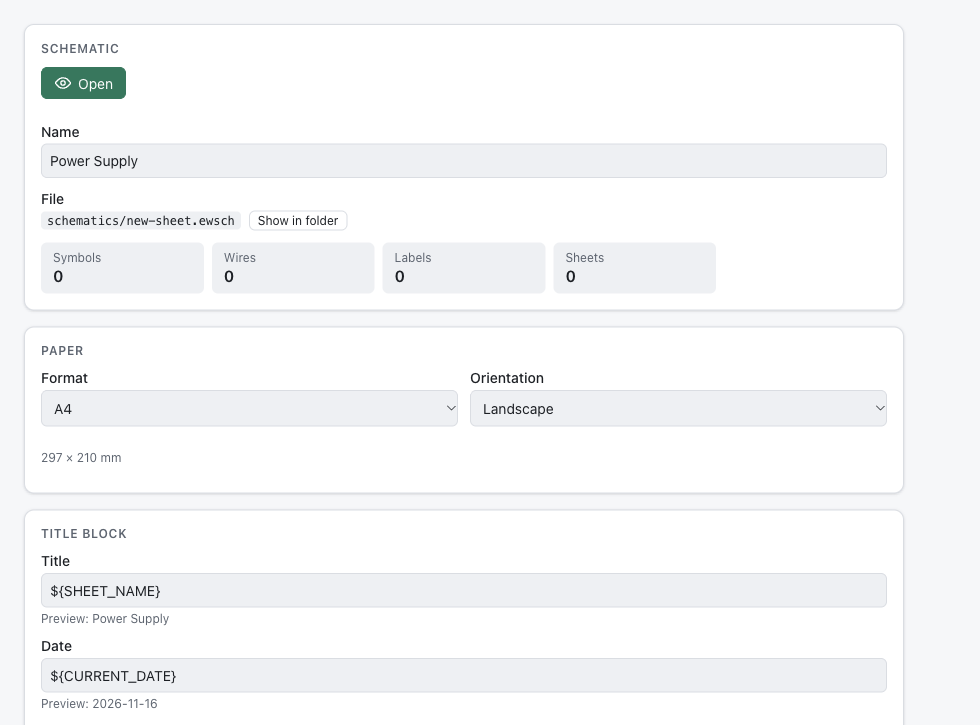 SCHEMATIC
Open
Name
Power Supply
File
schematics/new-sheet.ewsch Show in folder
Symbols Wires Labels Sheets
0 0 0 0
PAPER
Format Orientation
A4 Landscape
297 × 210 mm
TITLE BLOCK
Title
${SHEET_NAME}
Preview: Power Supply
Date
${CURRENT_DATE}
Preview: 2026-11-16